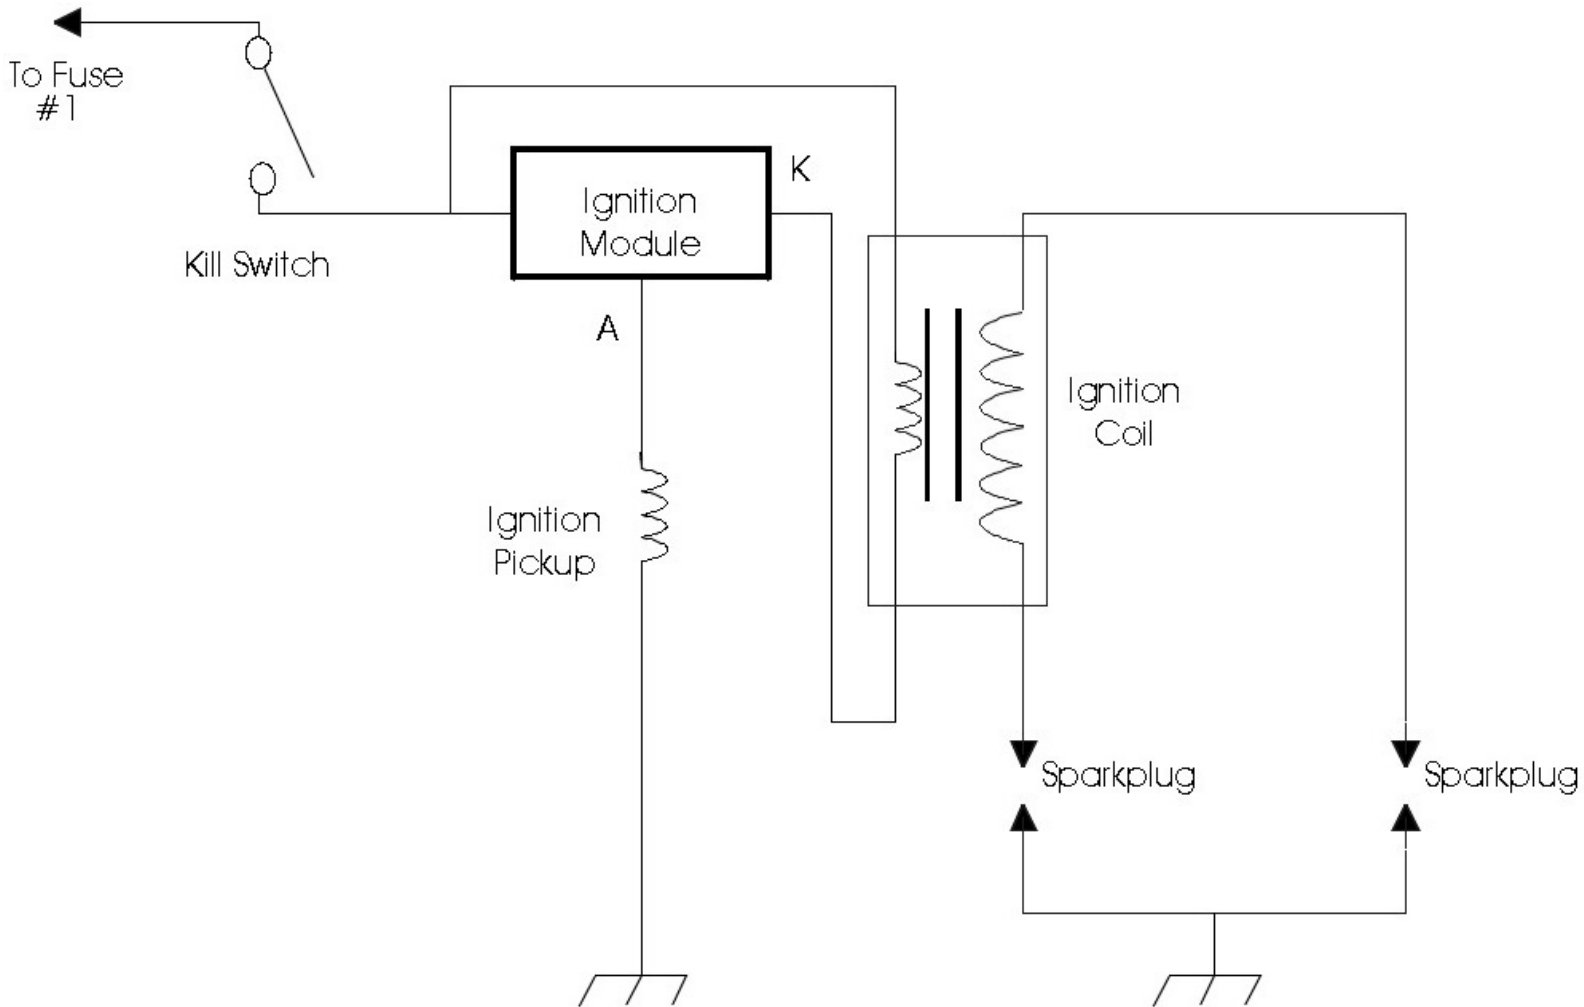 To Fuse
#1
Kill Switch
Ignition
Module
K
A
Ignition
Pickup
Ignition
Coil
Sparkplug
Sparkplug